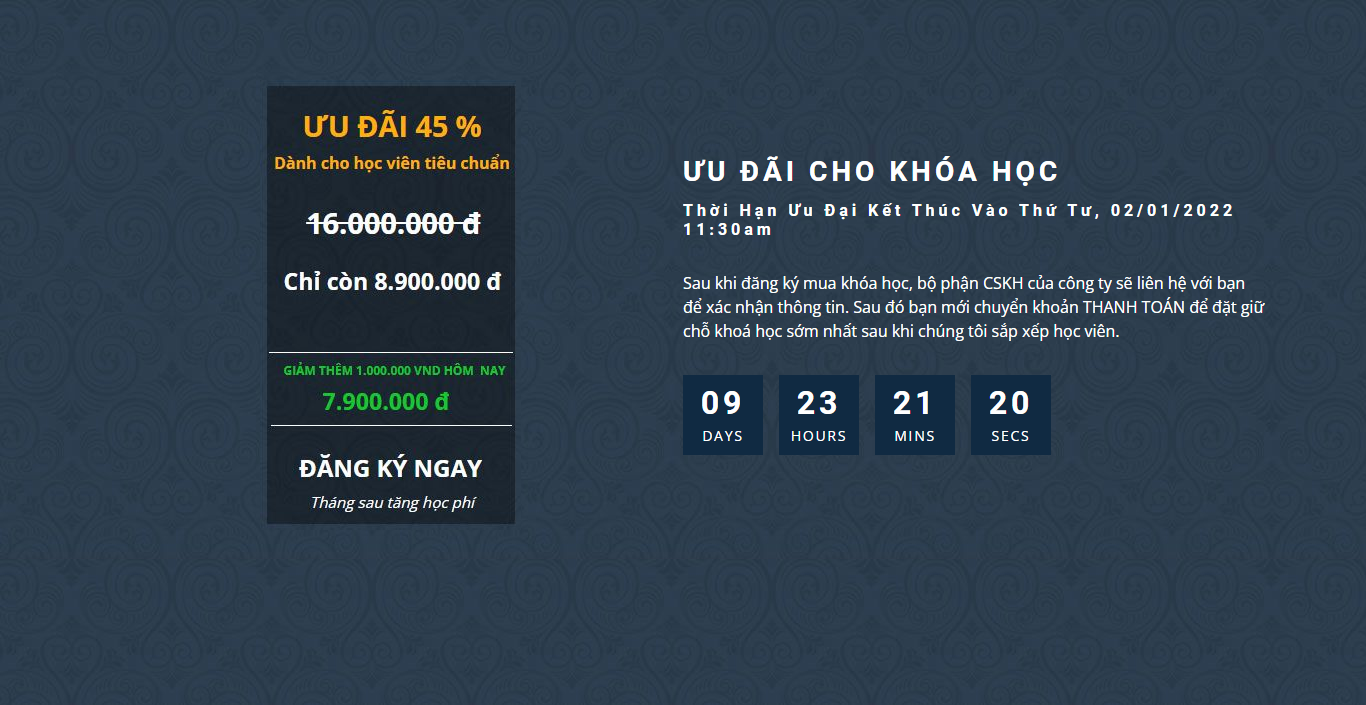 ƯU ĐÃI 45 %
Dành cho học viên tiêu chuẩn
16.000.000 đ
Chỉ còn 8.900.000 đ
GIẢM THÊM 1.000.000 VND HÔM NAY
7.900.000 đ
ĐĂNG KÝ NGAY
Tháng sau tăng học phí
ƯU ĐÃI CHO KHÓA HỌC
Thời Hạn Ưu Đại Kết Thúc Vào Thứ Tư, 02/01/2022
11:30am
Sau khi đăng ký mua khóa học, bộ phận CSKH của công ty sẽ liên hệ với bạn
để xác nhận thông tin. Sau đó bạn mới chuyển khoản THANH TOÁN để đặt giữ
chỗ khoá học sớm nhất sau khi chúng tôi sắp xếp học viên.
09 23 21 20
DAYS HOURS MINS SECS